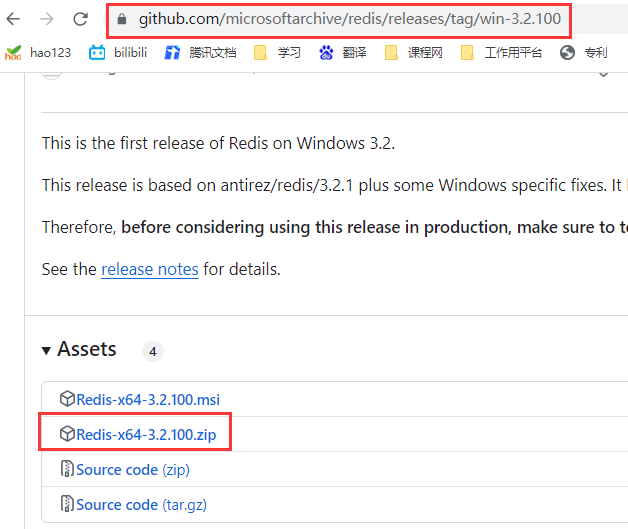 github.com/microsoftarchive/redis/releases/tag/win-3.2.100
hao123 bilibili 腾讯文档 学习 翻译 课程网 工作用平台 专利
This is the first release of Redis on Windows 3.2.
This release is based on antirez/redis/3.2.1 plus some Windows specific fixes. It
Therefore, before considering using this release in production, make sure to
See the release notes for details.
Assets 4
Redis-x64-3.2.100.msi
Redis-x64-3.2.100.zip
Source code (zip)
Source code (tar.gz)